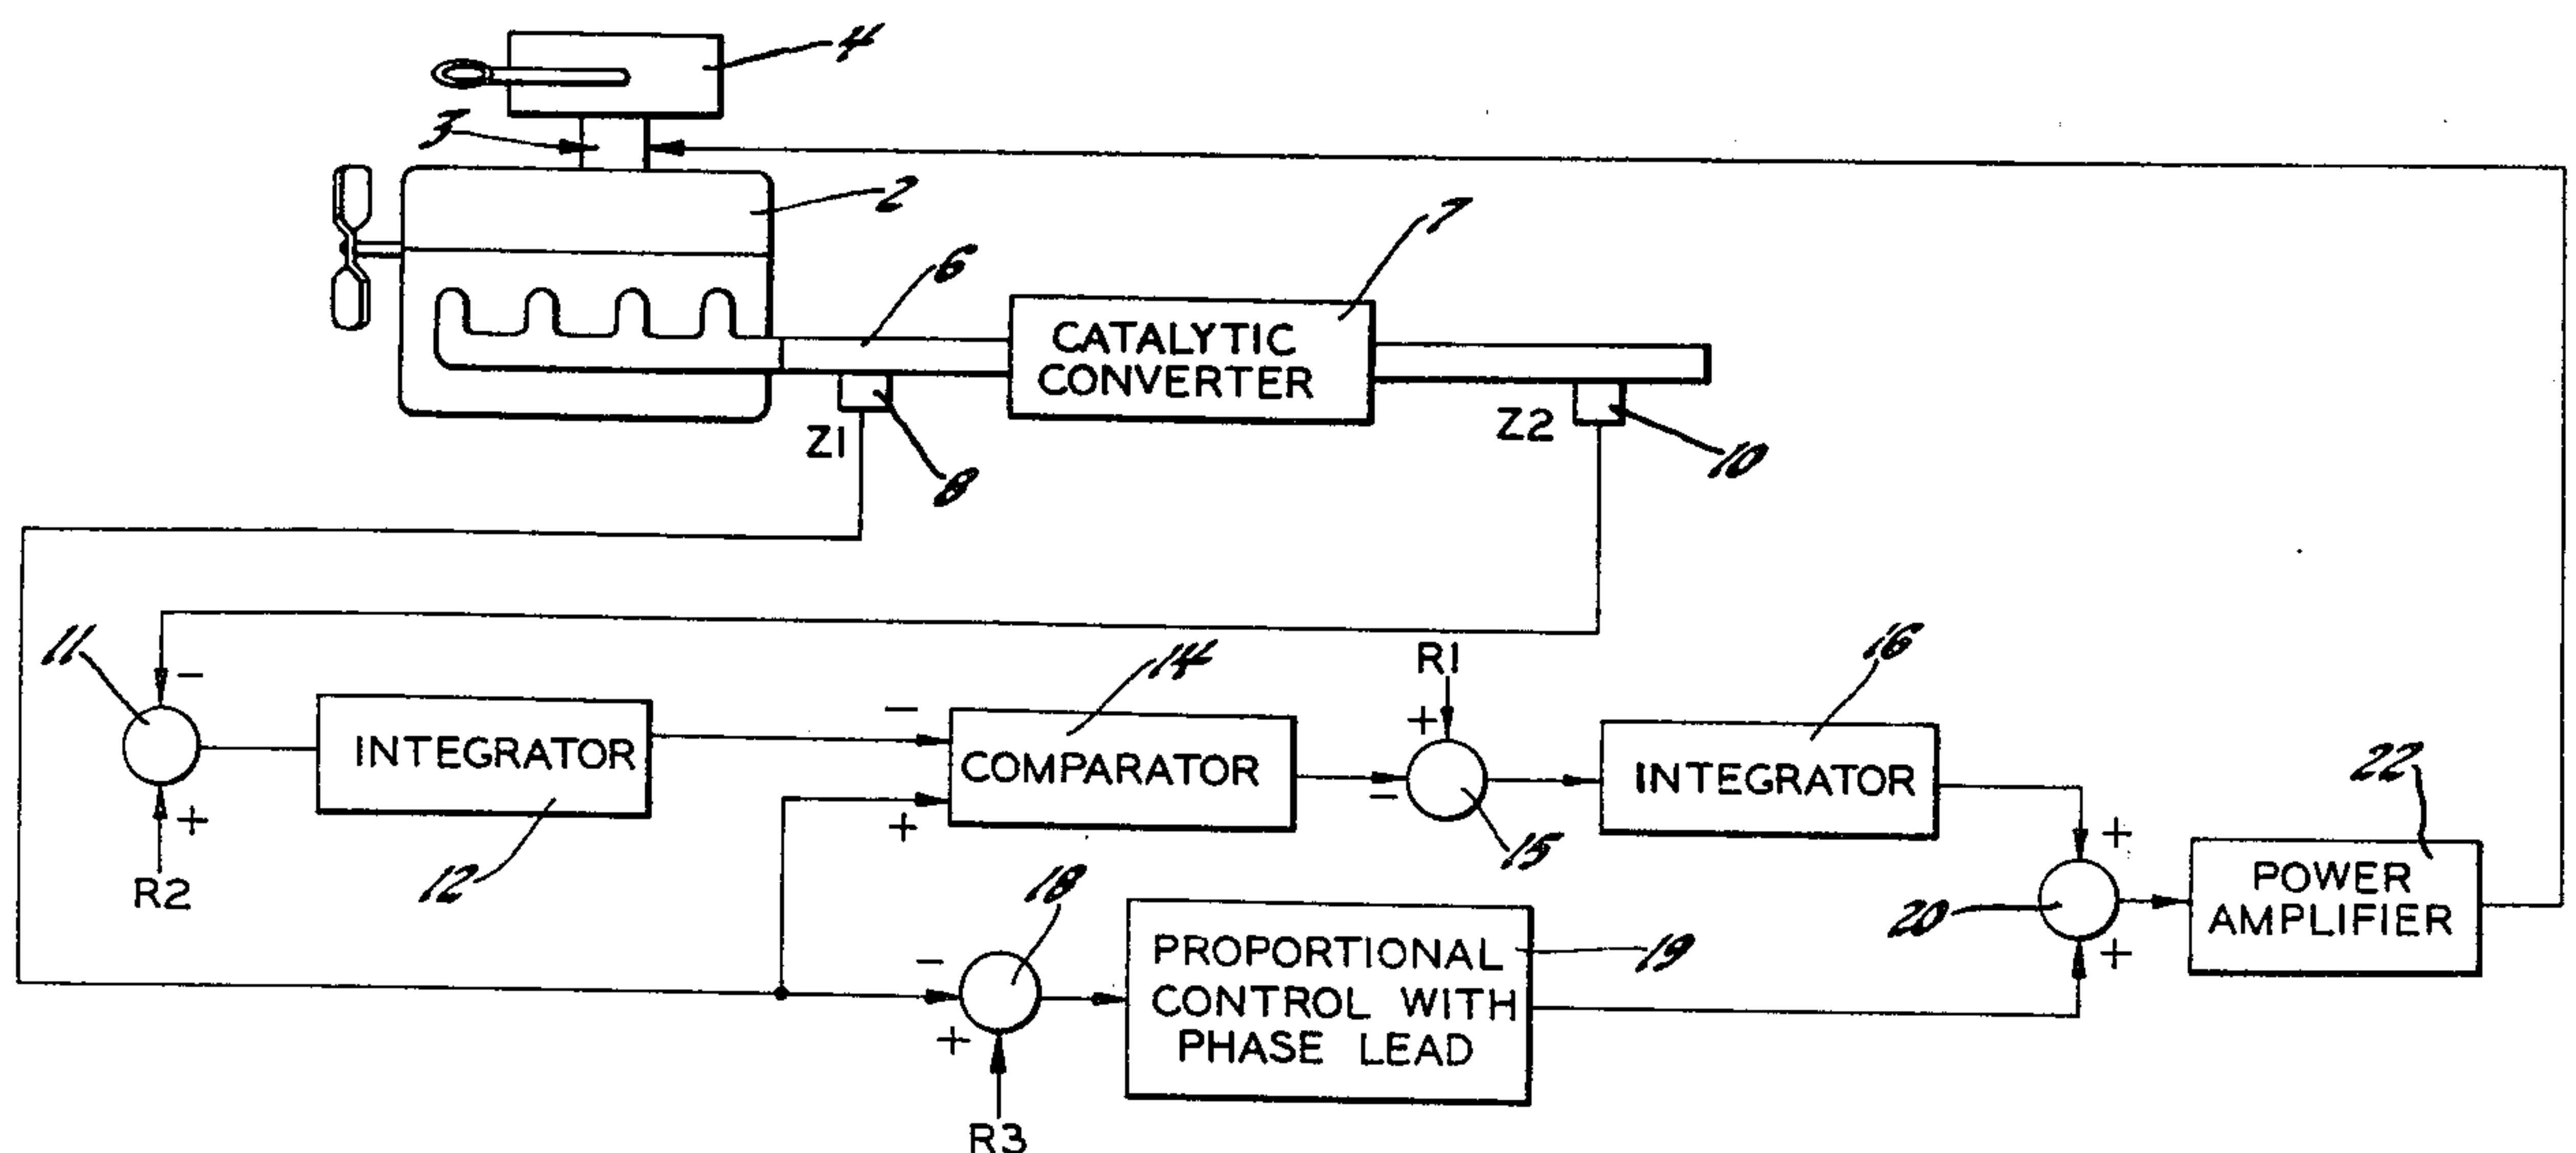 4
3
2
6
7
CATALYTIC
CONVERTER
Z1
8
Z2
10
11
-
R1
14
16
+
INTEGRATOR
-
COMPARATOR
+
-
INTEGRATOR
22
+
R2
12
+
15
18
+
POWER
AMPLIFIER
20
+
-
+
R3
PROPORTIONAL
CONTROL WITH
PHASE LEAD
19